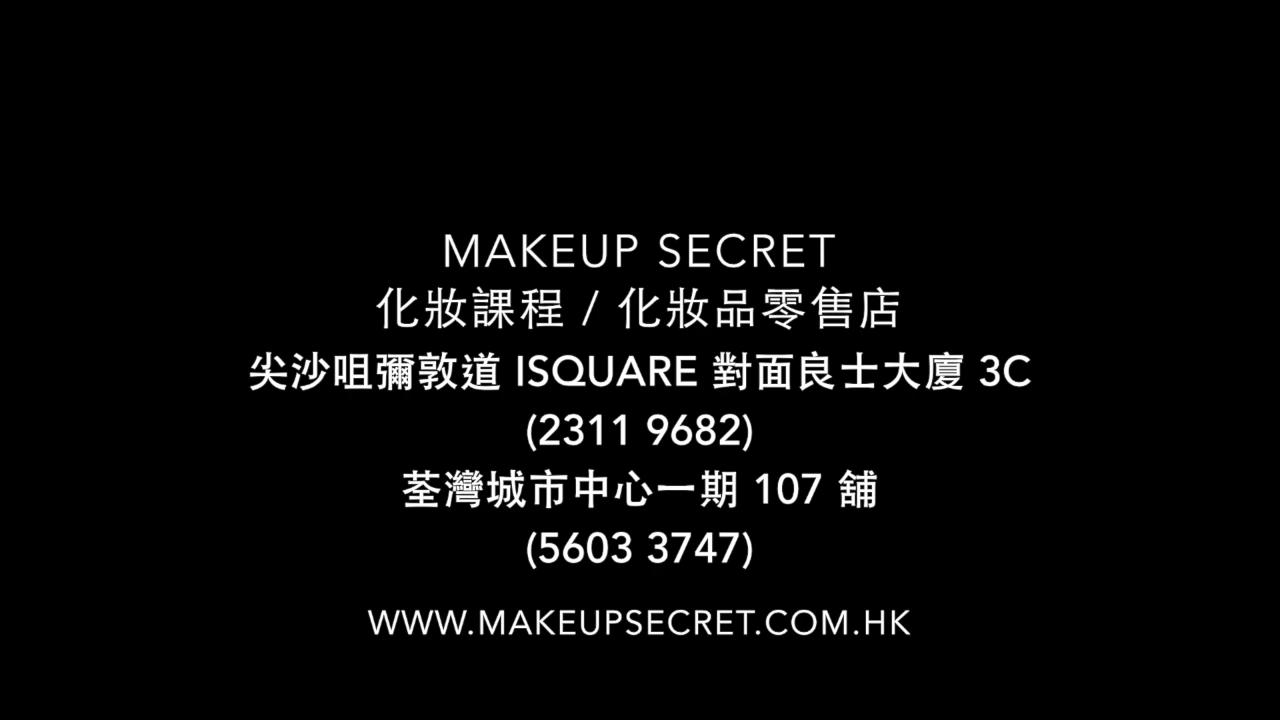 MAKEUP SECRET
化妝課程 / 化妝品零售店
尖沙咀彌敦道 ISQUARE 對面良士大廈 3C
(2311 9682)
荃灣城市中心一期 107 舖
(5603 3747)
WWW.MAKEUPSECRET.COM.HK